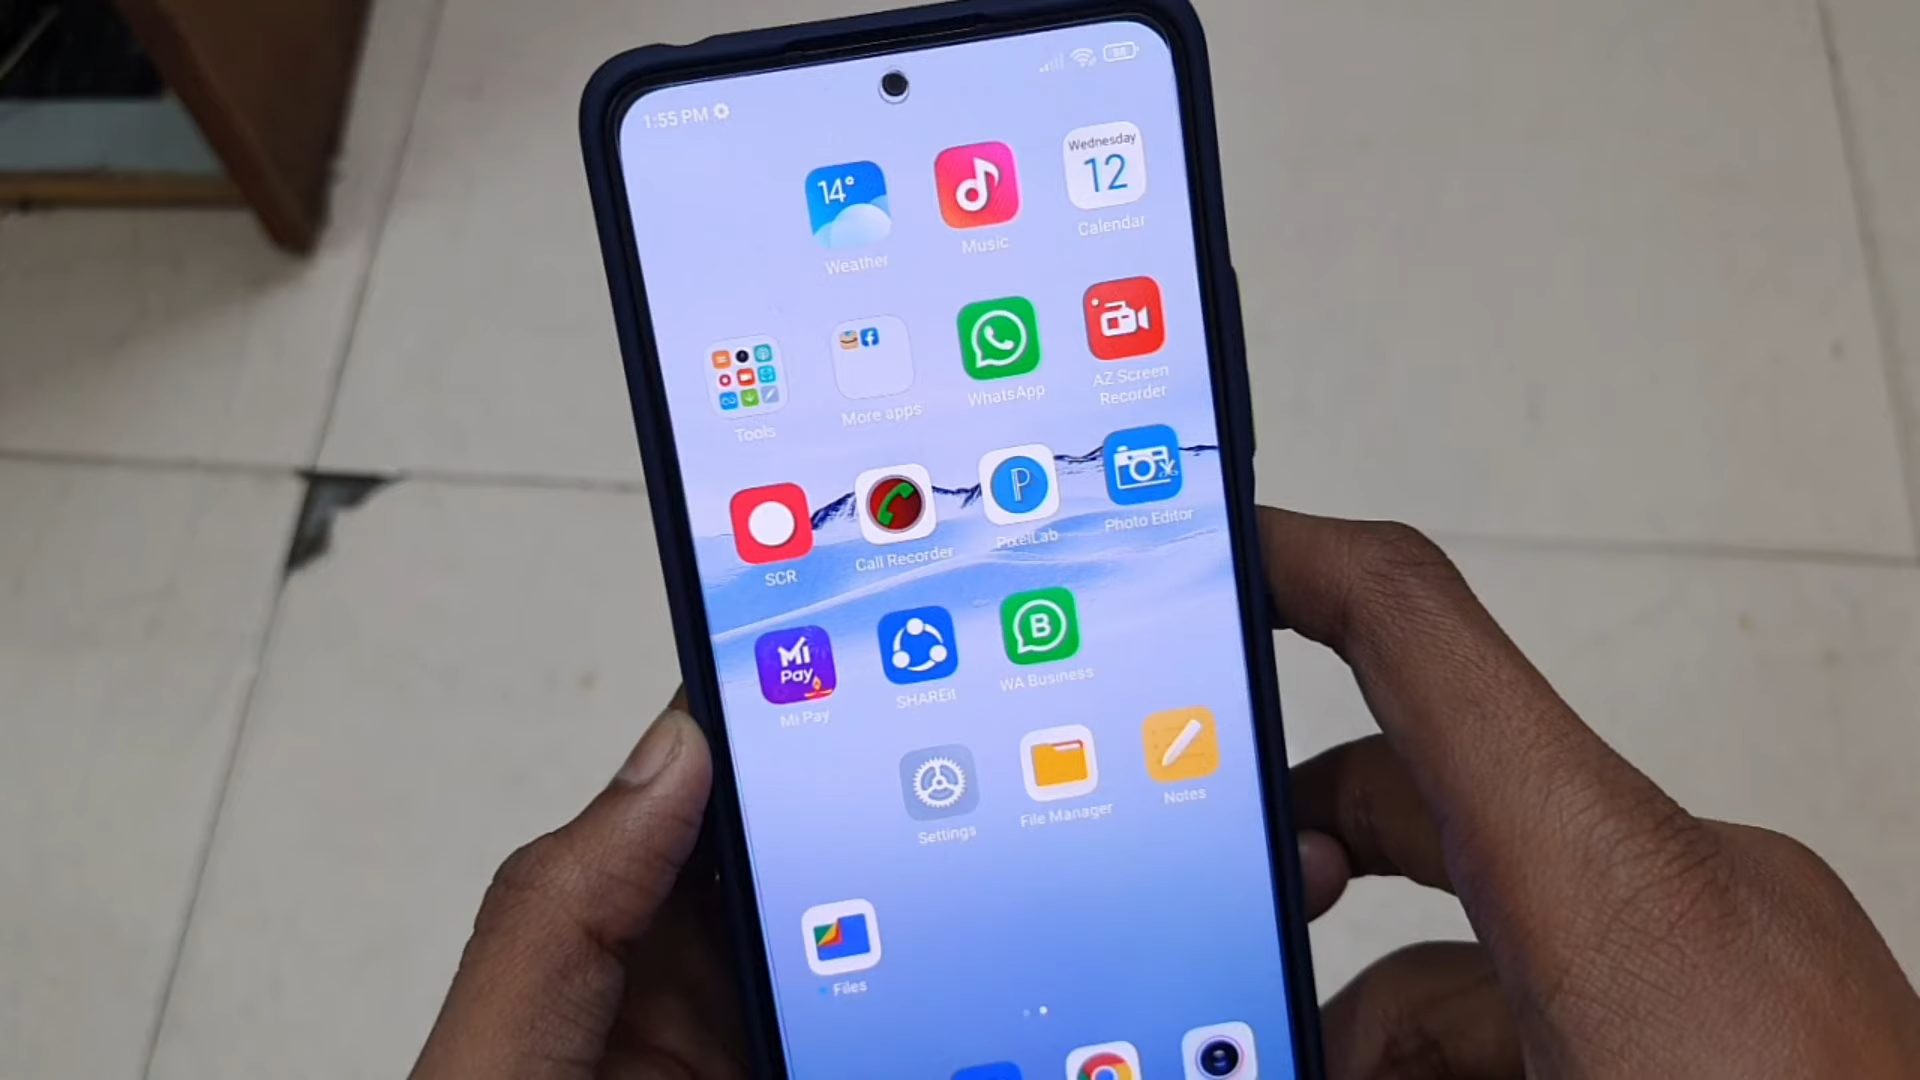 1:55 PM
14°
Wednesday
12
Weather
Music
Calendar
Tools
More apps
WhatsApp
AZ Screen
Recorder
SCR
Call Recorder
P
PixelLab
Photo Editor
Mi
Pay
Mi Pay
SHAREit
B
WA Business
Settings
File Manager
Notes
Files